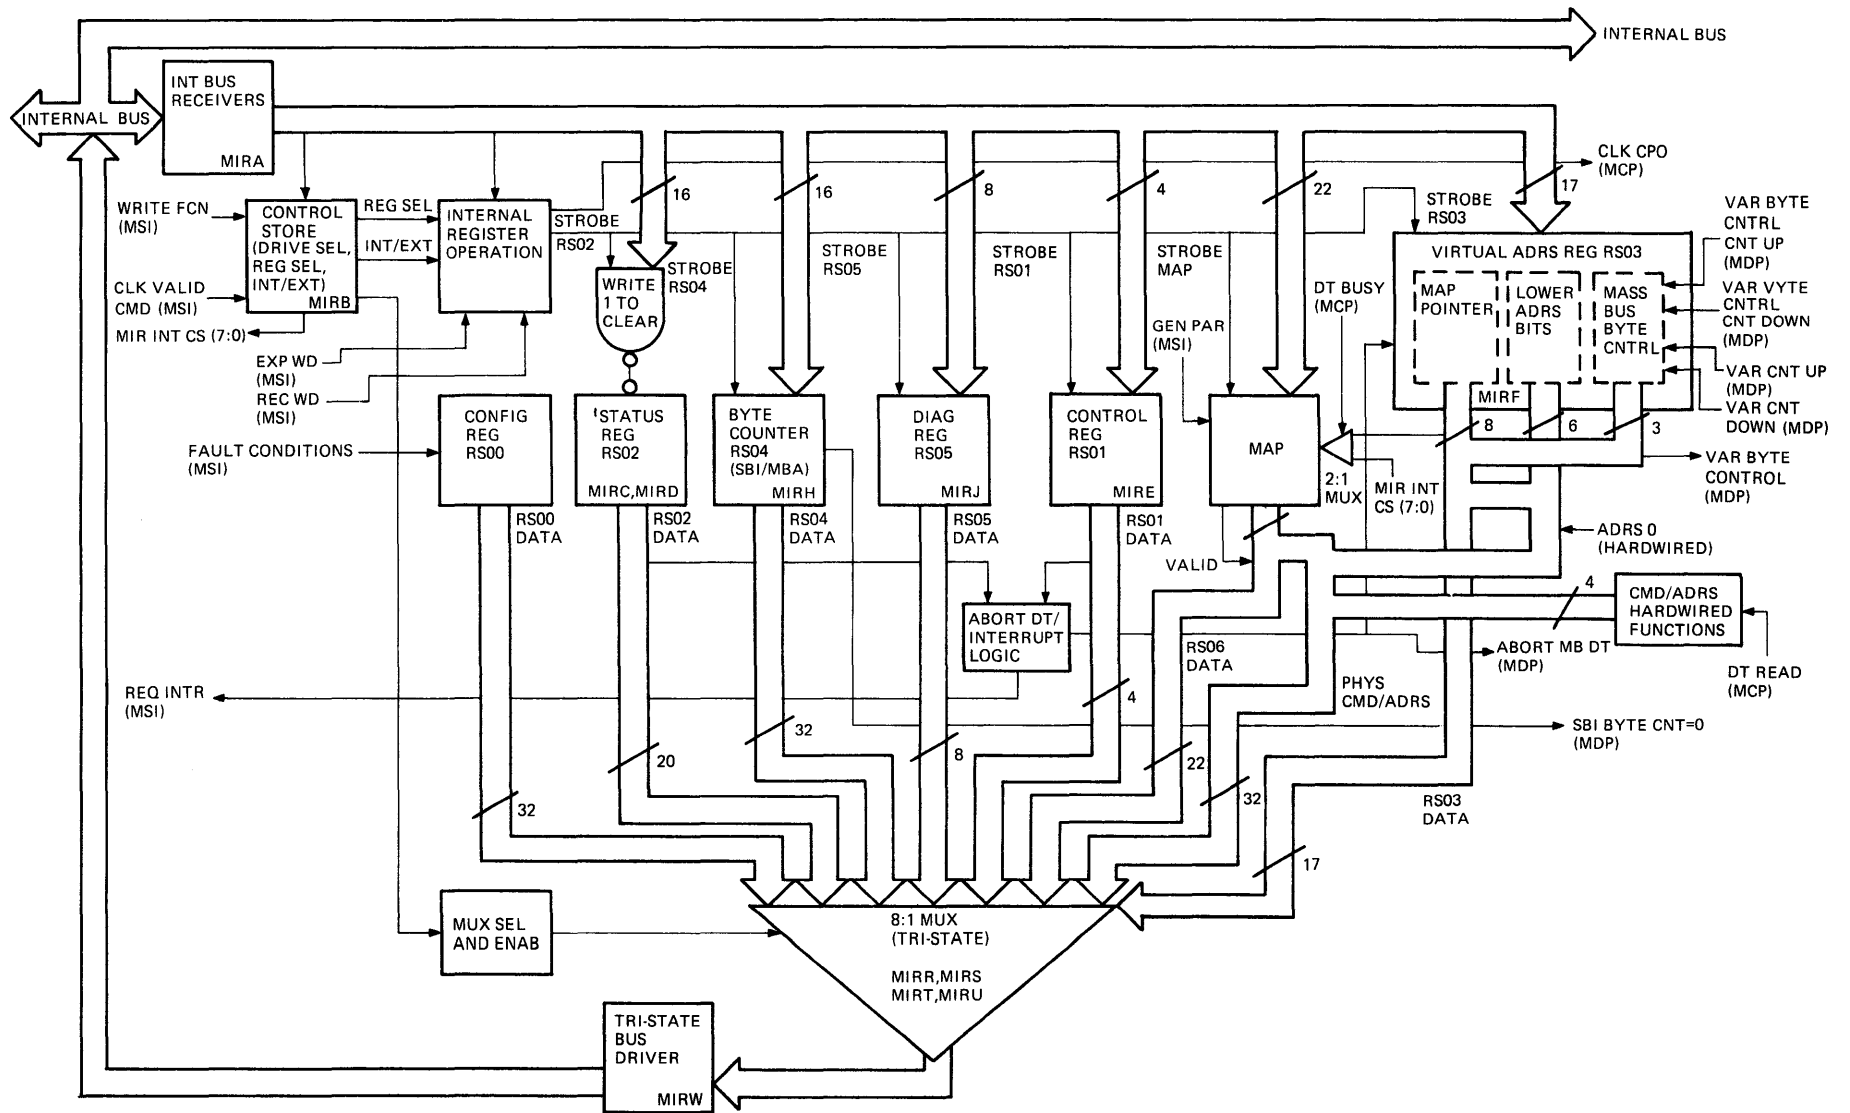 INTERNAL BUS
INTERNAL BUS
INT BUS
RECEIVERS
MIRA
CLK CPO
(MCP)
16
16
8
4
22
17
WRITE FCN
(MSI)
CONTROL
STORE
(DRIVE SEL,
REG SEL,
INT/EXT)
MIRB
REG SEL
INT/EXT
INTERNAL
REGISTER
OPERATION
STROBE
RS02
STROBE
RS04
STROBE
RS05
STROBE
RS01
STROBE
MAP
STROBE
RS03
CLK VALID
CMD (MSI)
MIR INT CS (7:0)
EXP WD
(MSI)
REC WD
(MSI)
WRITE
1 TO
CLEAR
GEN PAR
(MSI)
DT BUSY
(MCP)
VIRTUAL ADRS REG RS03
MAP
POINTER
LOWER
ADRS
BITS
MASS
BUS
BYTE
CNTRL
MIRF
VAR BYTE
CNTRL
CNT UP
(MDP)
VAR VYTE
CNTRL
CNT DOWN
(MDP)
VAR CNT UP
(MDP)
VAR CNT
DOWN (MDP)
8
6
3
VAR BYTE
CONTROL
(MDP)
FAULT CONDITIONS
(MSI)
CONFIG
REG
RS00
STATUS
REG
RS02
MIRC,MIRD
BYTE
COUNTER
RS04
(SBI/MBA)
MIRH
DIAG
REG
RS05
MIRJ
CONTROL
REG
RS01
MIRE
MAP
2:1
MUX
MIR INT
CS (7:0)
RS00
DATA
RS02
DATA
RS04
DATA
RS05
DATA
RS01
DATA
VALID
ADRS 0
(HARDWIRED)
4
CMD/ADRS
HARDWIRED
FUNCTIONS
ABORT DT/
INTERRUPT
LOGIC
RS06
DATA
ABORT MB DT
(MDP)
DT READ
(MCP)
REQ INTR
(MSI)
PHYS
CMD/ADRS
SBI BYTE CNT=0
(MDP)
4
32
8
20
22
32
32
RS03
DATA
17
MUX SEL
AND ENAB
8:1 MUX
(TRI-STATE)
MIRR,MIRS
MIRT,MIRU
TRI-STATE
BUS
DRIVER
MIRW